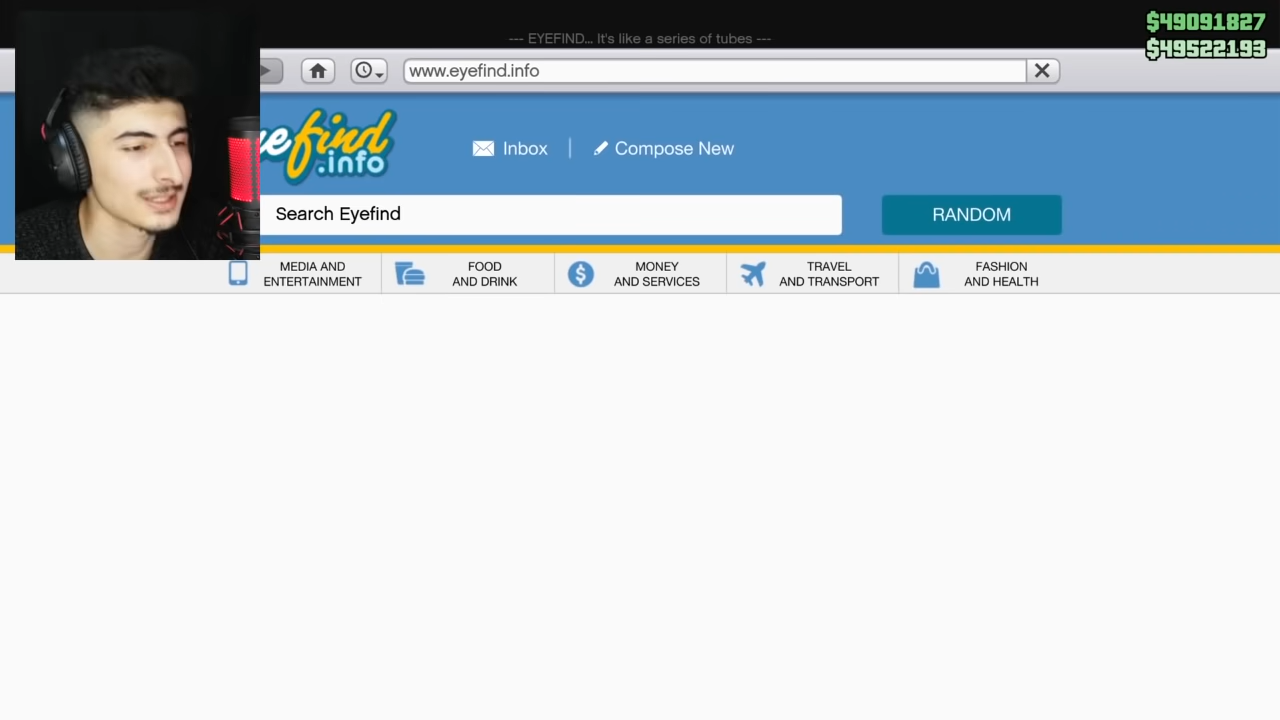 --- EYEFIND... It's like a series of tubes ---
$49091827
$49522193
www.eyefind.info
find
.info
Inbox
Compose New
Search Eyefind
RANDOM
MEDIA AND
ENTERTAINMENT
FOOD
AND DRINK
MONEY
AND SERVICES
TRAVEL
AND TRANSPORT
FASHION
AND HEALTH